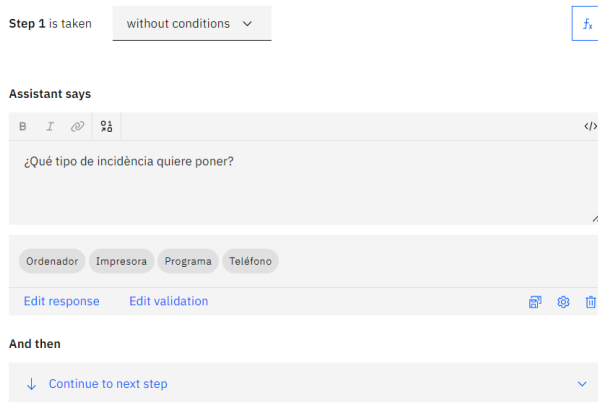 Step 1 is taken without conditions fx
Assistant says
B I </>
¿Qué tipo de incidència quiere poner?
Ordenador Impresora Programa Teléfono
Edit response Edit validation
And then
Continue to next step